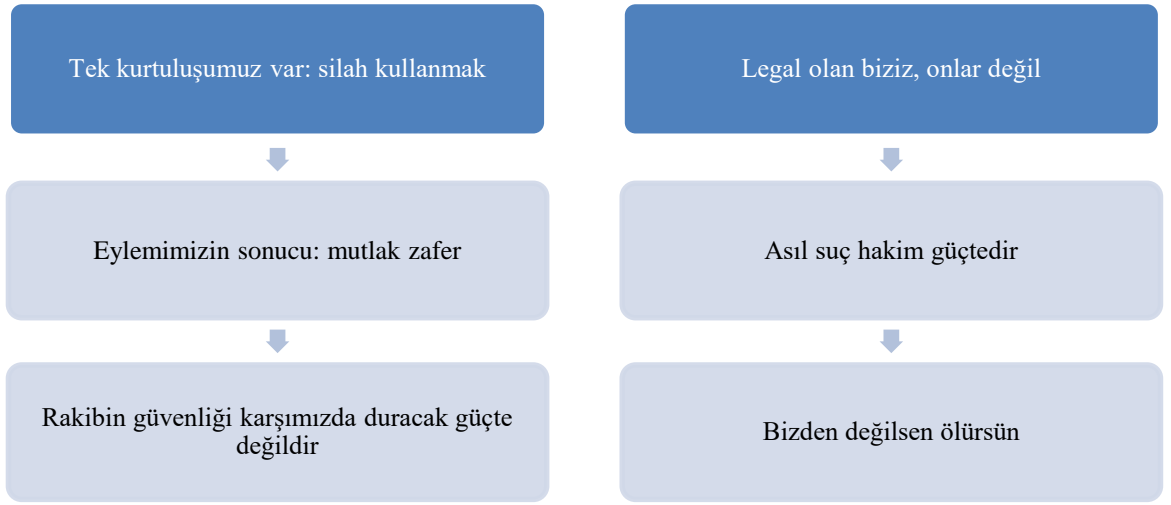 Tek kurtuluşumuz var: silah kullanmak
Eylemimizin sonucu: mutlak zafer
Rakibin güvenliği karşımızda duracak güçte
değildir
Legal olan biziz, onlar değil
Asıl suç hakim güçtedir
Bizden değilsen ölürsün